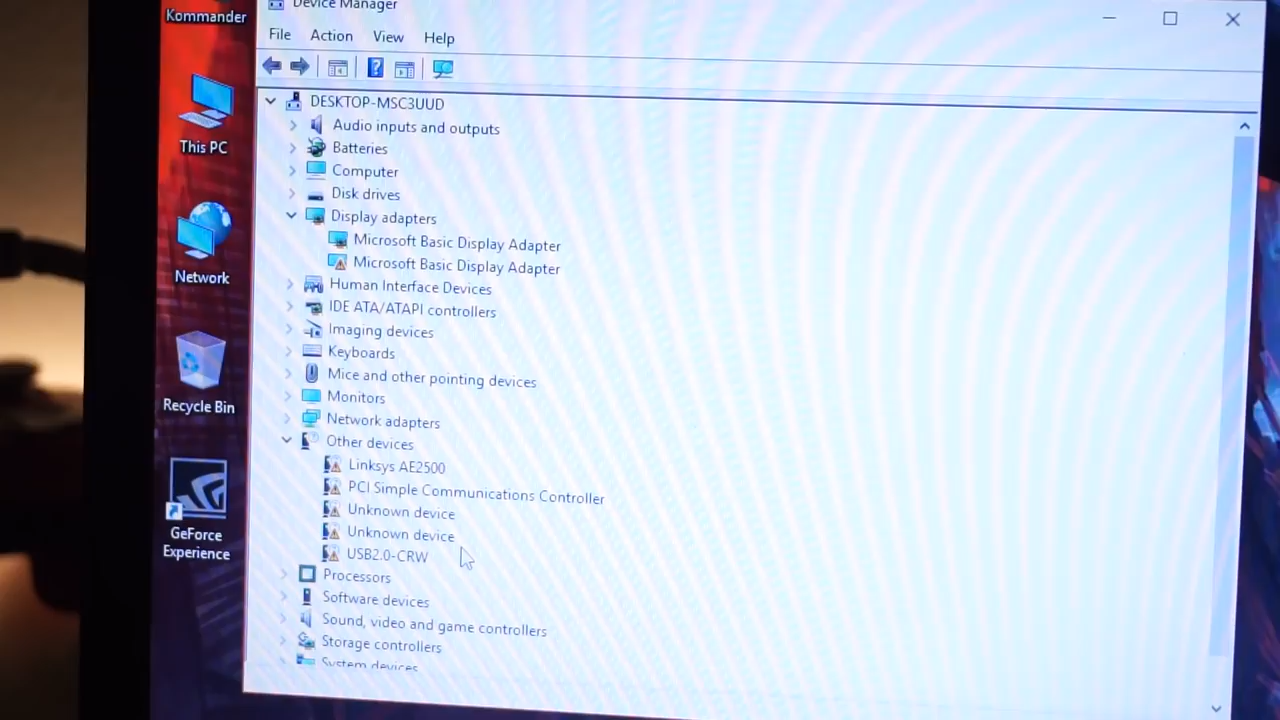 Kommander
This PC
Network
Recycle Bin
GeForce
Experience
Device Manager
File Action View Help
DESKTOP-MSC3UUD
Audio inputs and outputs
Batteries
Computer
Disk drives
Display adapters
Microsoft Basic Display Adapter
Microsoft Basic Display Adapter
Human Interface Devices
IDE ATA/ATAPI controllers
Imaging devices
Keyboards
Mice and other pointing devices
Monitors
Network adapters
Other devices
Linksys AE2500
PCI Simple Communications Controller
Unknown device
Unknown device
USB2.0-CRW
Processors
Software devices
Sound, video and game controllers
Storage controllers
System devices